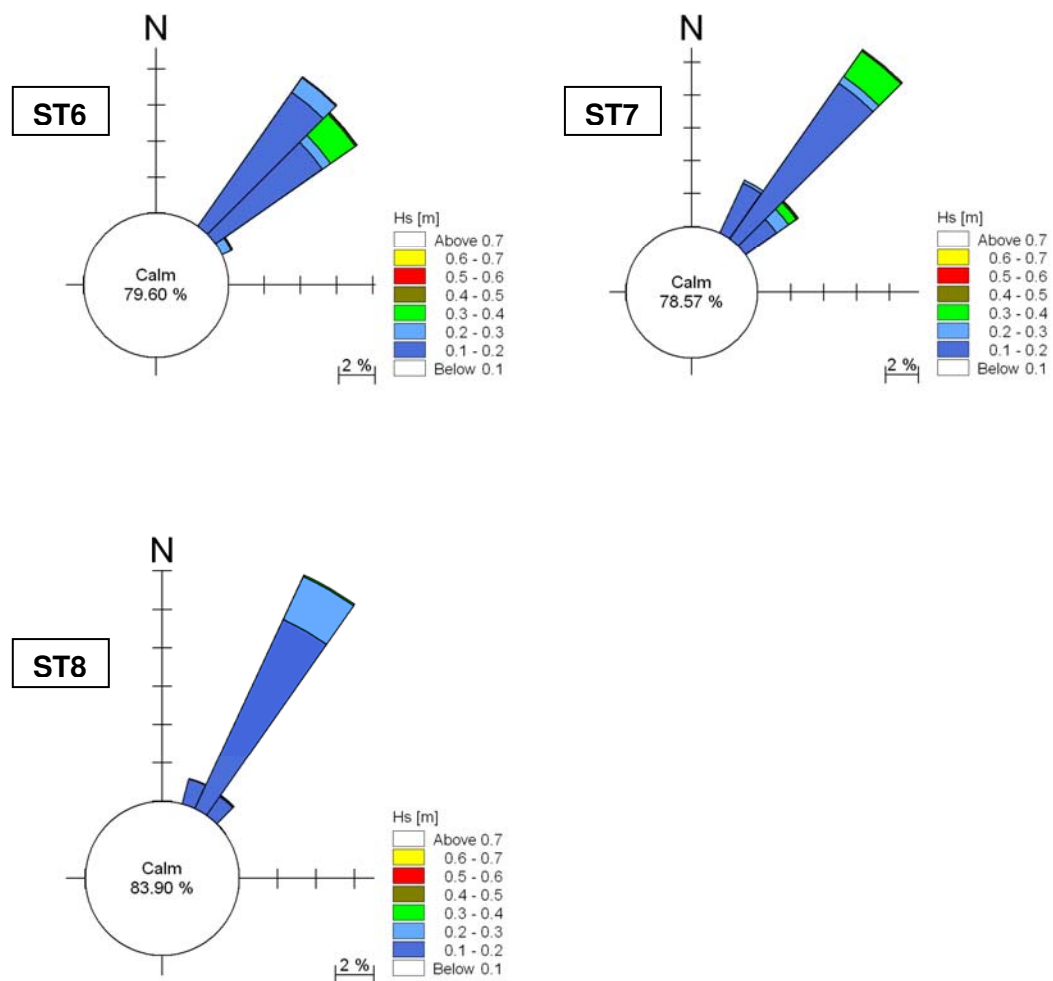 N
ST6
Calm
79.60 %
Hs [m]
Above 0.7
0.6 - 0.7
0.5 - 0.6
0.4 - 0.5
0.3 - 0.4
0.2 - 0.3
0.1 - 0.2
Below 0.1
2 %
N
ST7
Calm
78.57 %
Hs [m]
Above 0.7
0.6 - 0.7
0.5 - 0.6
0.4 - 0.5
0.3 - 0.4
0.2 - 0.3
0.1 - 0.2
Below 0.1
2 %
N
ST8
Calm
83.90 %
Hs [m]
Above 0.7
0.6 - 0.7
0.5 - 0.6
0.4 - 0.5
0.3 - 0.4
0.2 - 0.3
0.1 - 0.2
Below 0.1
2 %